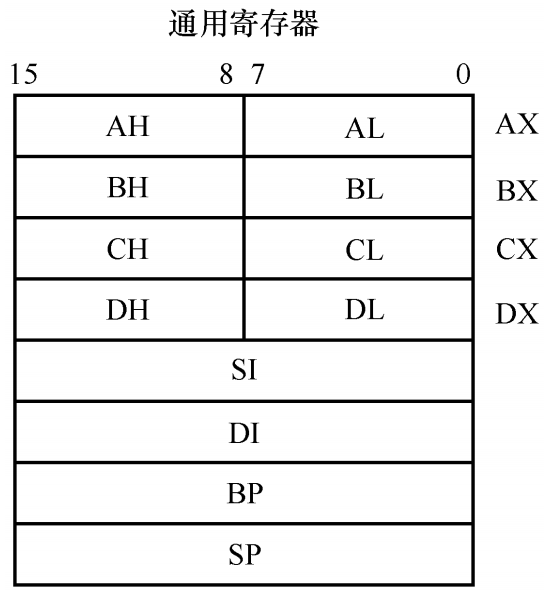 通用寄存器
15 8 7 0
AH AL AX
BH BL BX
CH CL CX
DH DL DX
SI
DI
BP
SP